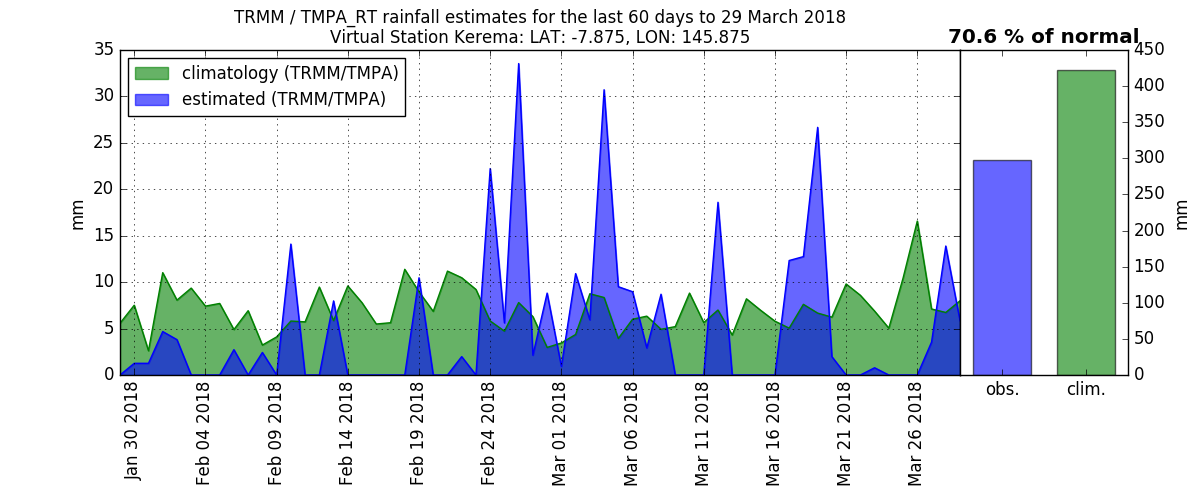 TRMM / TMPA_RT rainfall estimates for the last 60 days to 29 March 2018
Virtual Station Kerema: LAT: -7.875, LON: 145.875
70.6 % of normal
climatology (TRMM/TMPA)
estimated (TRMM/TMPA)
35
30
25
20
15
10
5
0
mm
450
400
350
300
250
200
150
100
50
0
mm
obs.
clim.
Jan 30 2018
Feb 04 2018
Feb 09 2018
Feb 14 2018
Feb 19 2018
Feb 24 2018
Mar 01 2018
Mar 06 2018
Mar 11 2018
Mar 16 2018
Mar 21 2018
Mar 26 2018